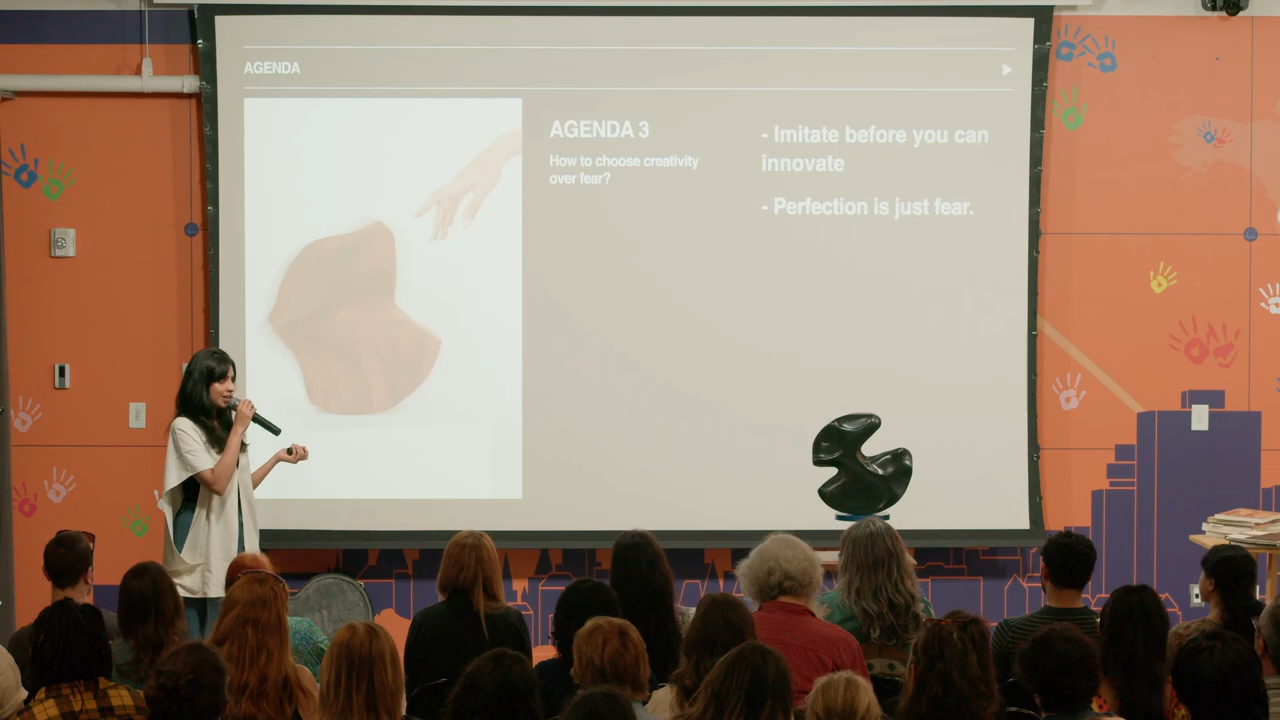 AGENDA
AGENDA 3
How to choose creativity
over fear?
- Imitate before you can
innovate
- Perfection is just fear.